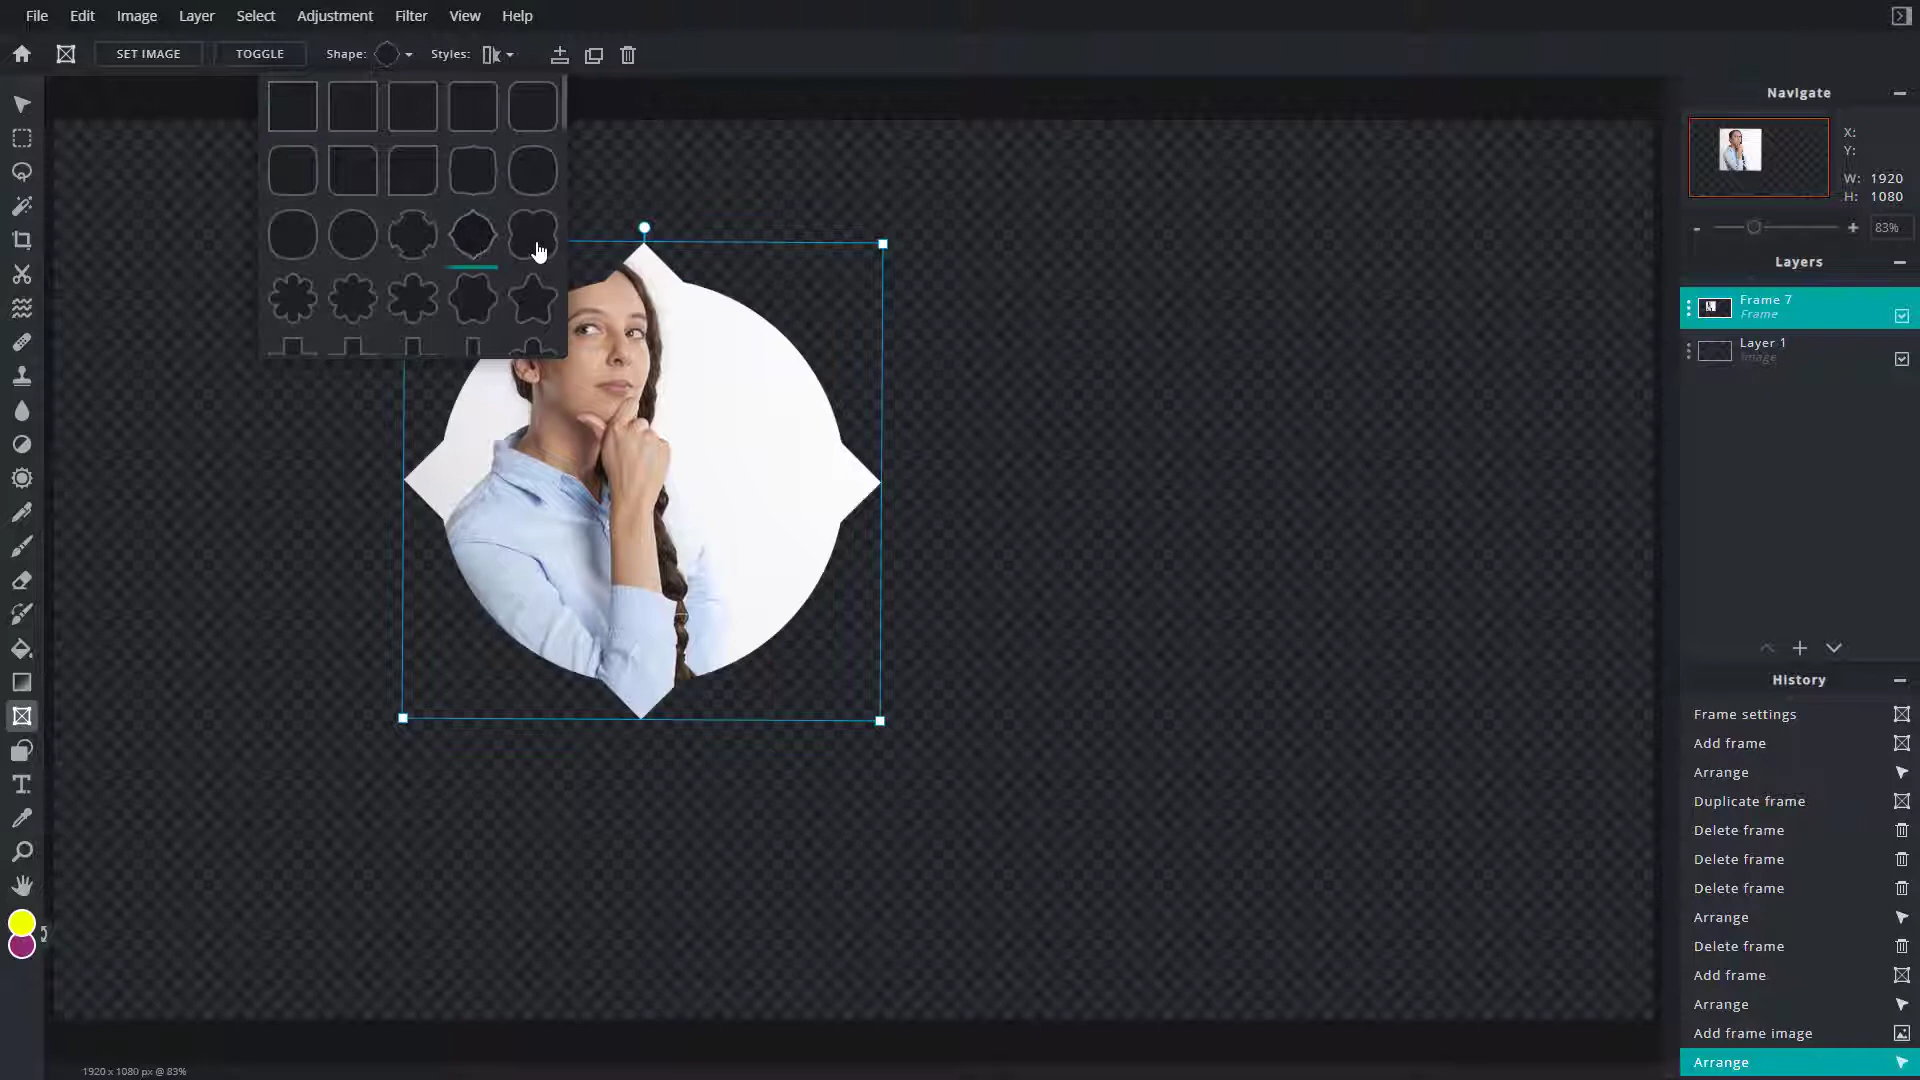 File Edit Image Layer Select Adjustment Filter View Help
SET IMAGE TOGGLE Shape: Styles:
Navigate
X:
Y:
W: 1920
H: 1080
- + 83%
Layers
Frame 7
Frame
Layer 1
Image
History
Frame settings
Add frame
Arrange
Duplicate frame
Delete frame
Delete frame
Delete frame
Arrange
Delete frame
Add frame
Arrange
Add frame image
Arrange
1920 x 1080 px @ 83%